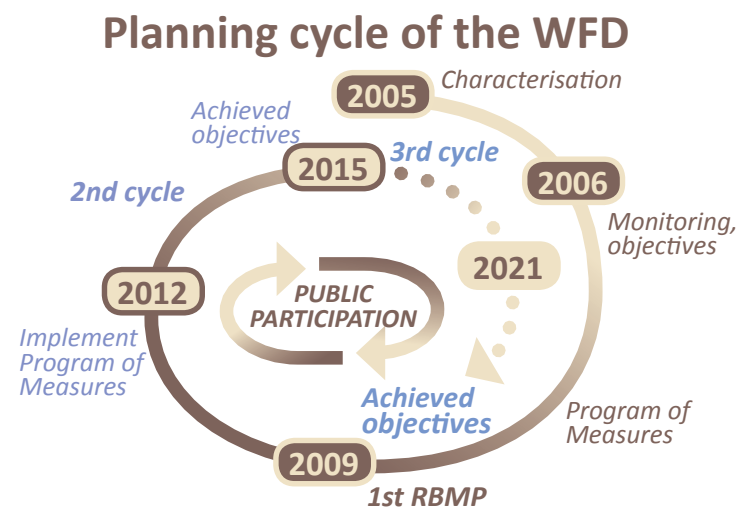 Planning cycle of the WFD
2005
Characterisation
Achieved
objectives
2015
3rd cycle
2006
2nd cycle
Monitoring,
objectives
2021
2012
PUBLIC
PARTICIPATION
Implement
Program of
Measures
Achieved
objectives
Program of
Measures
2009
1st RBMP